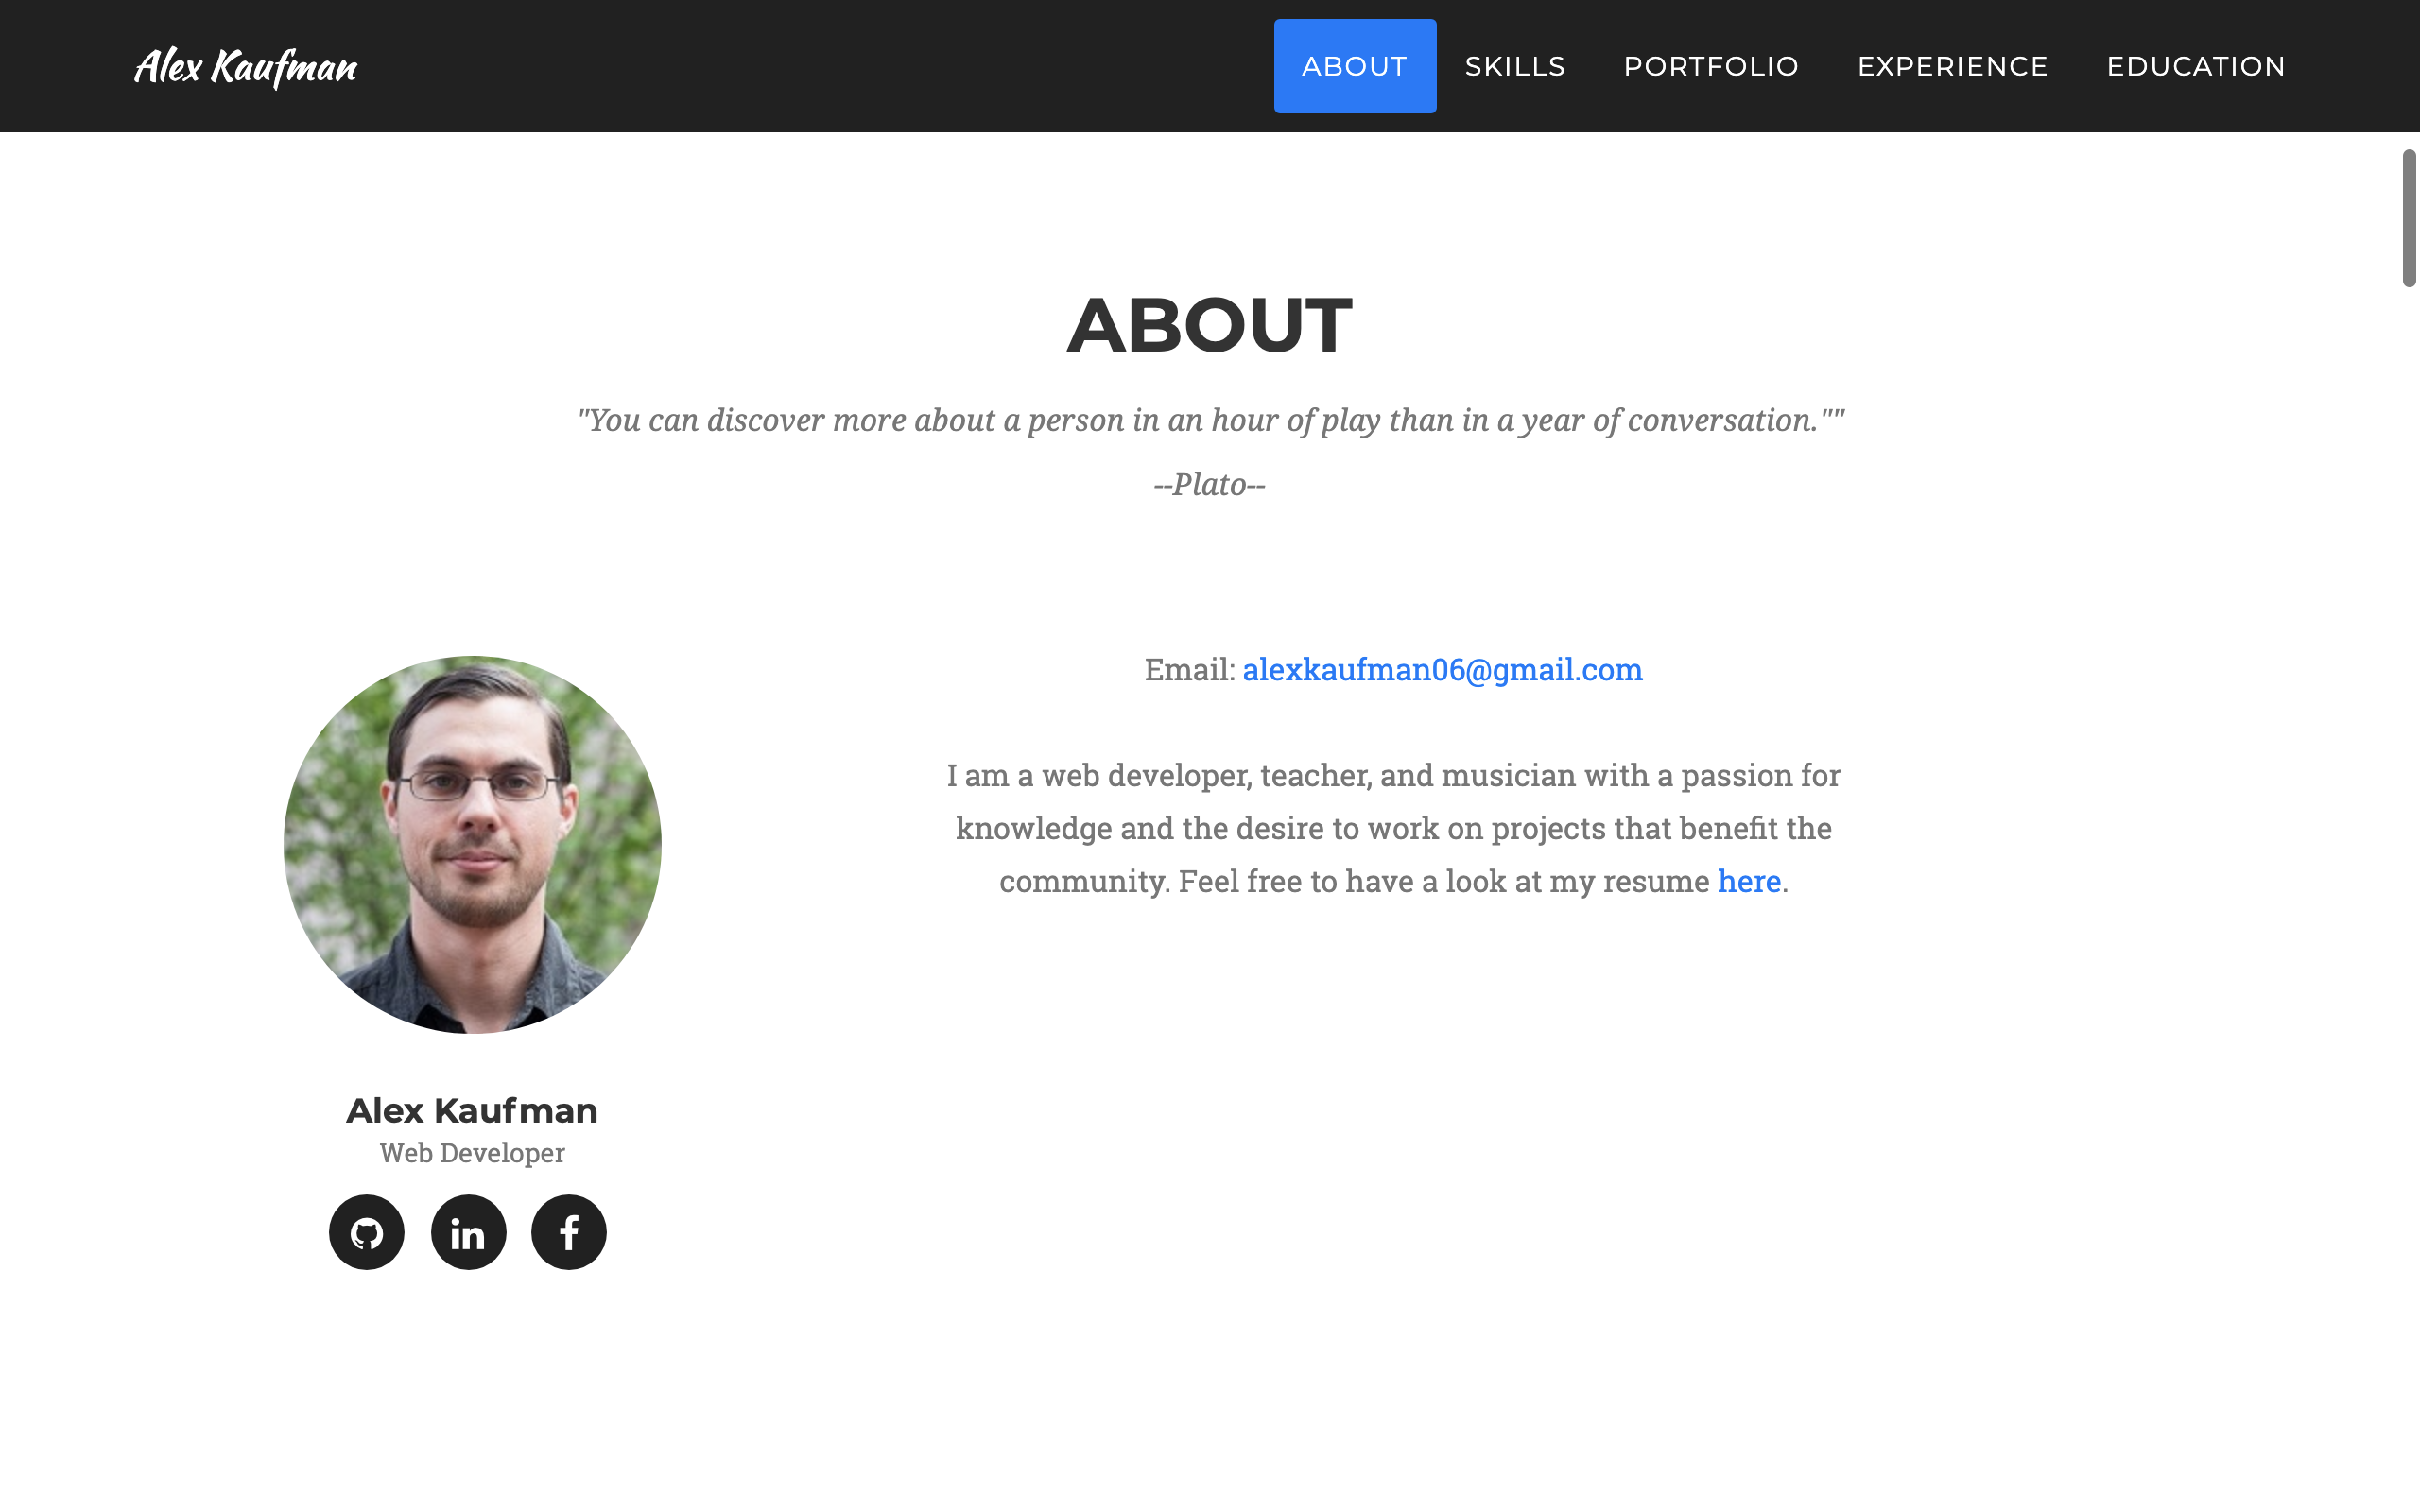 Alex Kaufman
ABOUT
SKILLS
PORTFOLIO
EXPERIENCE
EDUCATION
ABOUT
"You can discover more about a person in an hour of play than in a year of conversation.""
--Plato--
Email: alexkaufman06@gmail.com
I am a web developer, teacher, and musician with a passion for
knowledge and the desire to work on projects that benefit the
community. Feel free to have a look at my resume here.
Alex Kaufman
Web Developer
in
f